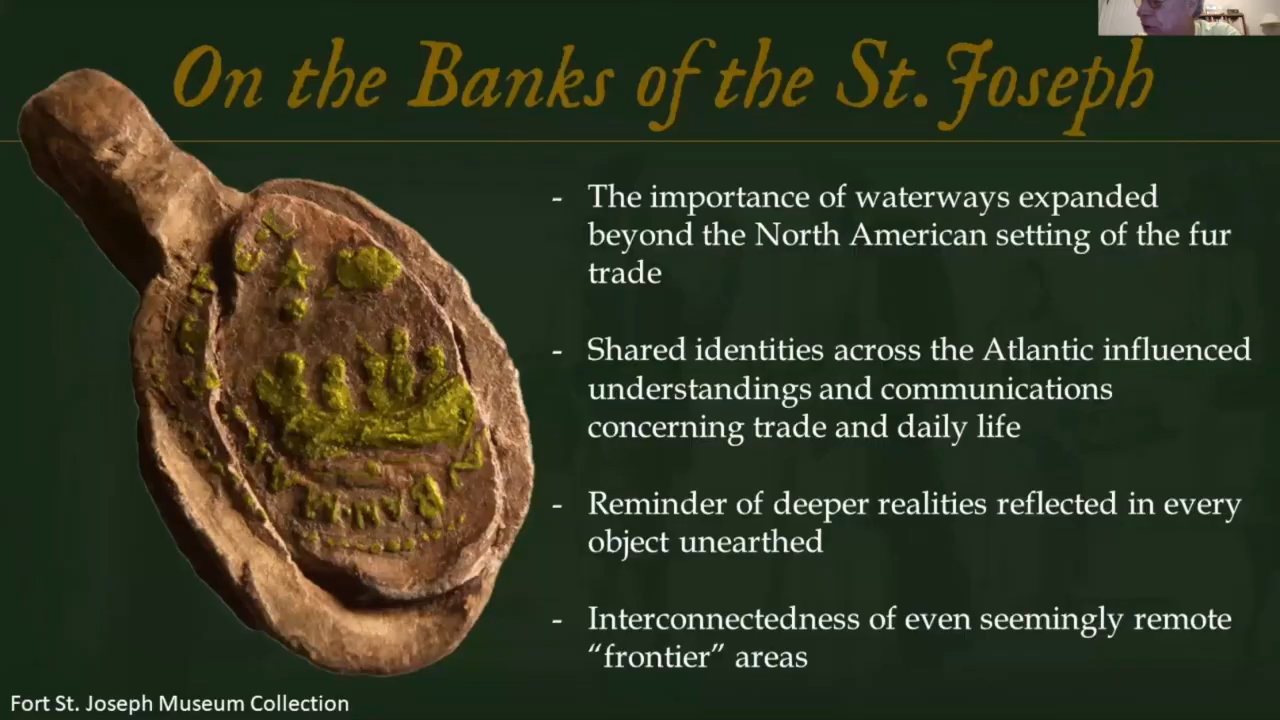 On the Banks of the St. Joseph
- The importance of waterways expanded
beyond the North American setting of the fur
trade
- Shared identities across the Atlantic influenced
understandings and communications
concerning trade and daily life
- Reminder of deeper realities reflected in every
object unearthed
- Interconnectedness of even seemingly remote
“frontier” areas
Fort St. Joseph Museum Collection